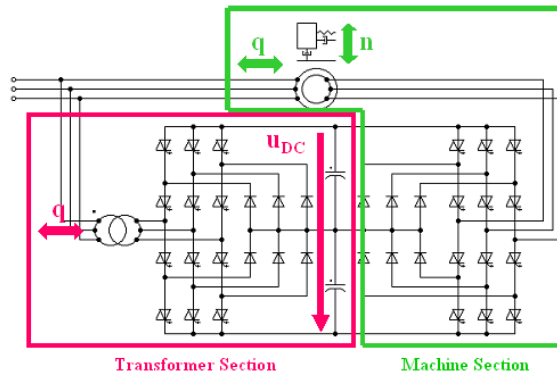 q
n
u_DC
q
Transformer Section
Machine Section